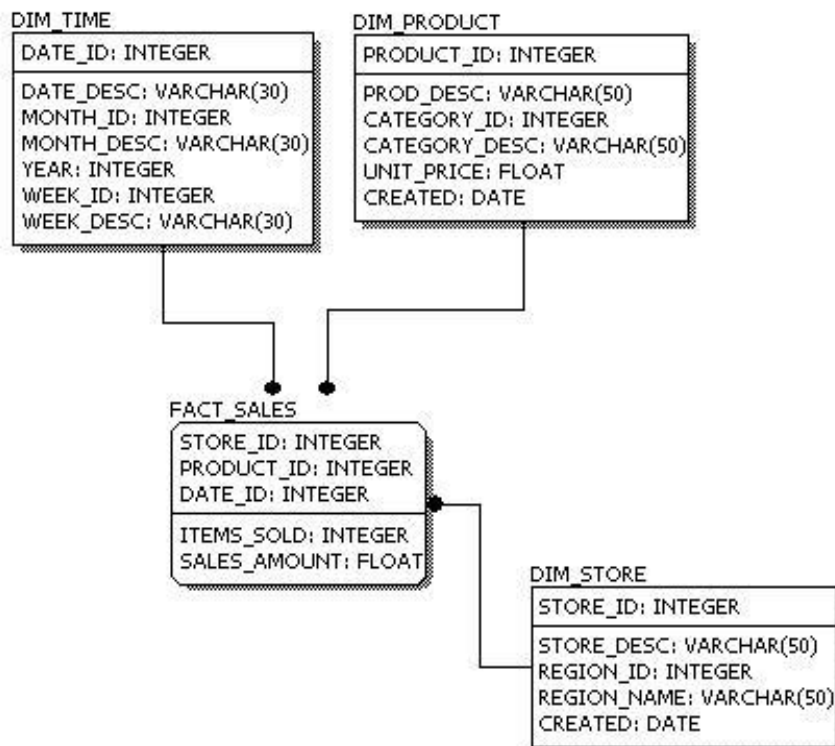 DIM_TIME
DATE_ID: INTEGER
DATE_DESC: VARCHAR(30)
MONTH_ID: INTEGER
MONTH_DESC: VARCHAR(30)
YEAR: INTEGER
WEEK_ID: INTEGER
WEEK_DESC: VARCHAR(30)
DIM_PRODUCT
PRODUCT_ID: INTEGER
PROD_DESC: VARCHAR(50)
CATEGORY_ID: INTEGER
CATEGORY_DESC: VARCHAR(50)
UNIT_PRICE: FLOAT
CREATED: DATE
FACT_SALES
STORE_ID: INTEGER
PRODUCT_ID: INTEGER
DATE_ID: INTEGER
ITEMS_SOLD: INTEGER
SALES_AMOUNT: FLOAT
DIM_STORE
STORE_ID: INTEGER
STORE_DESC: VARCHAR(50)
REGION_ID: INTEGER
REGION_NAME: VARCHAR(50)
CREATED: DATE